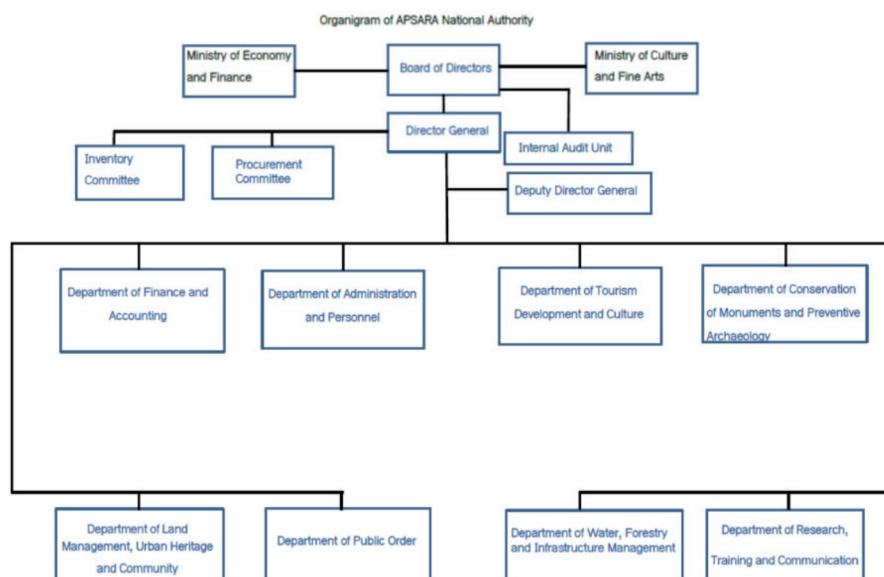 Organigram of APSARA National Authority
Ministry of Economy
and Finance
Board of Directors
Ministry of Culture
and Fine Arts
Director General
Internal Audit Unit
Inventory
Committee
Procurement
Committee
Deputy Director General
Department of Finance and
Accounting
Department of Administration
and Personnel
Department of Tourism
Development and Culture
Department of Conservation
of Monuments and Preventive
Archaeology
Department of Land
Management, Urban Heritage
and Community
Department of Public Order
Department of Water, Forestry
and Infrastructure Management
Department of Research,
Training and Communication